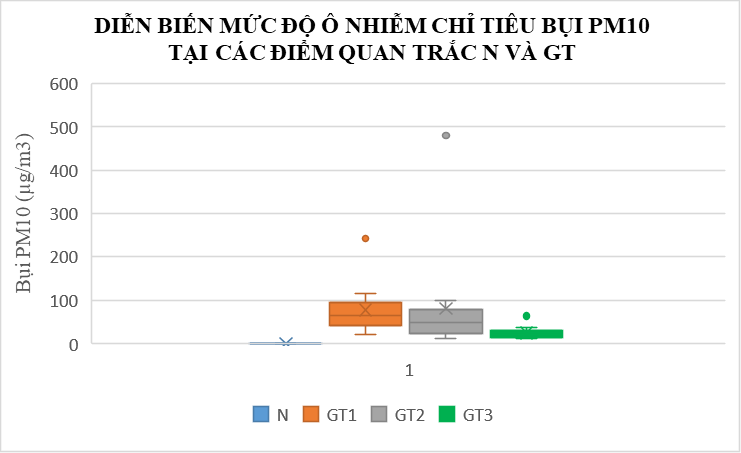 DIỄN BIẾN MỨC ĐỘ Ô NHIỄM CHỈ TIÊU BỤI PM10
TẠI CÁC ĐIỂM QUAN TRẮC N VÀ GT
600
500
400
300
200
100
0
Bụi PM10 (µg/m3)
1
N GT1 GT2 GT3